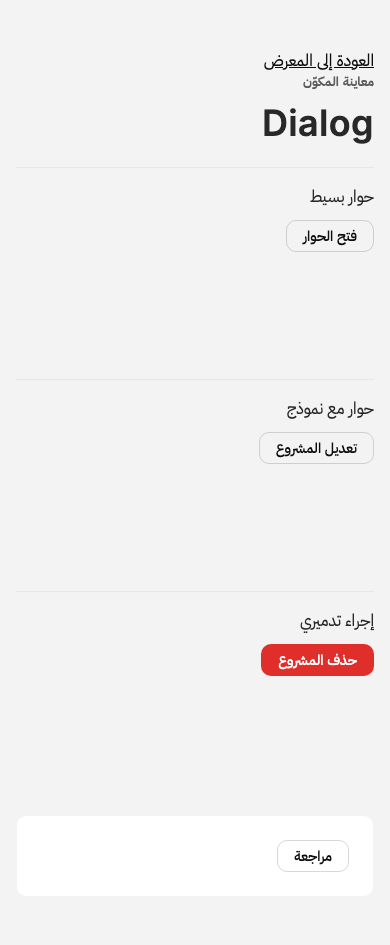 العودة إلى المعرض
معاينة المكوّن
Dialog
حوار بسيط
فتح الحوار
حوار مع نموذج
تعديل المشروع
إجراء تدميري
حذف المشروع
مراجعة